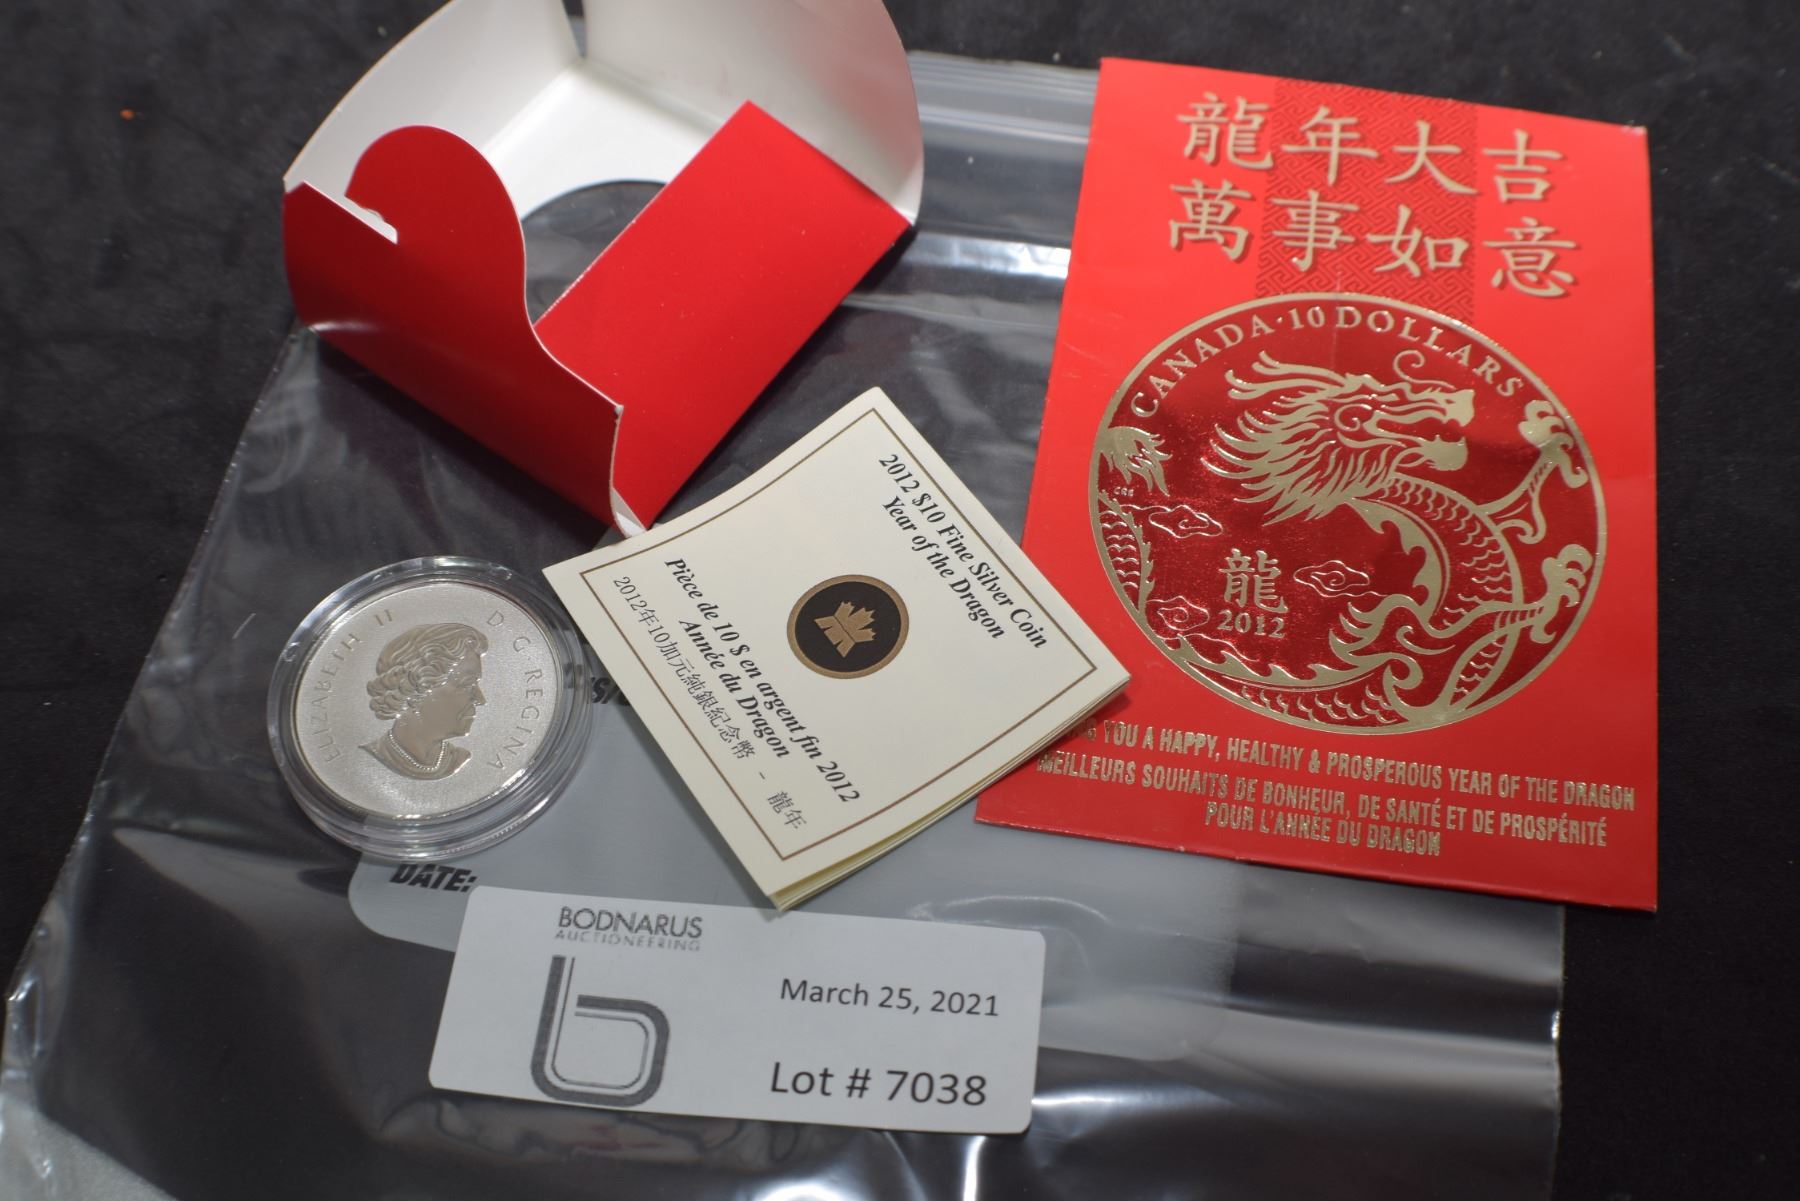 龍年大吉
萬事如意
CANADA·10 DOLLARS
龍
2012
YOU A HAPPY, HEALTHY & PROSPEROUS YEAR OF THE DRAGON
MEILLEURS SOUHAITS DE BONHEUR, DE SANTÉ ET DE PROSPÉRITÉ
POUR L'ANNÉE DU DRAGON
2012 $10 Fine Silver Coin
Year of the Dragon
Pièce de 10 $ en argent fin 2012
Année du Dragon
2012年10加元純銀紀念幣 - 龍年
ELIZABETH II D·G·REGINA
DATE:
BODNARUS
AUCTIONEERING
b
March 25, 2021
Lot # 7038